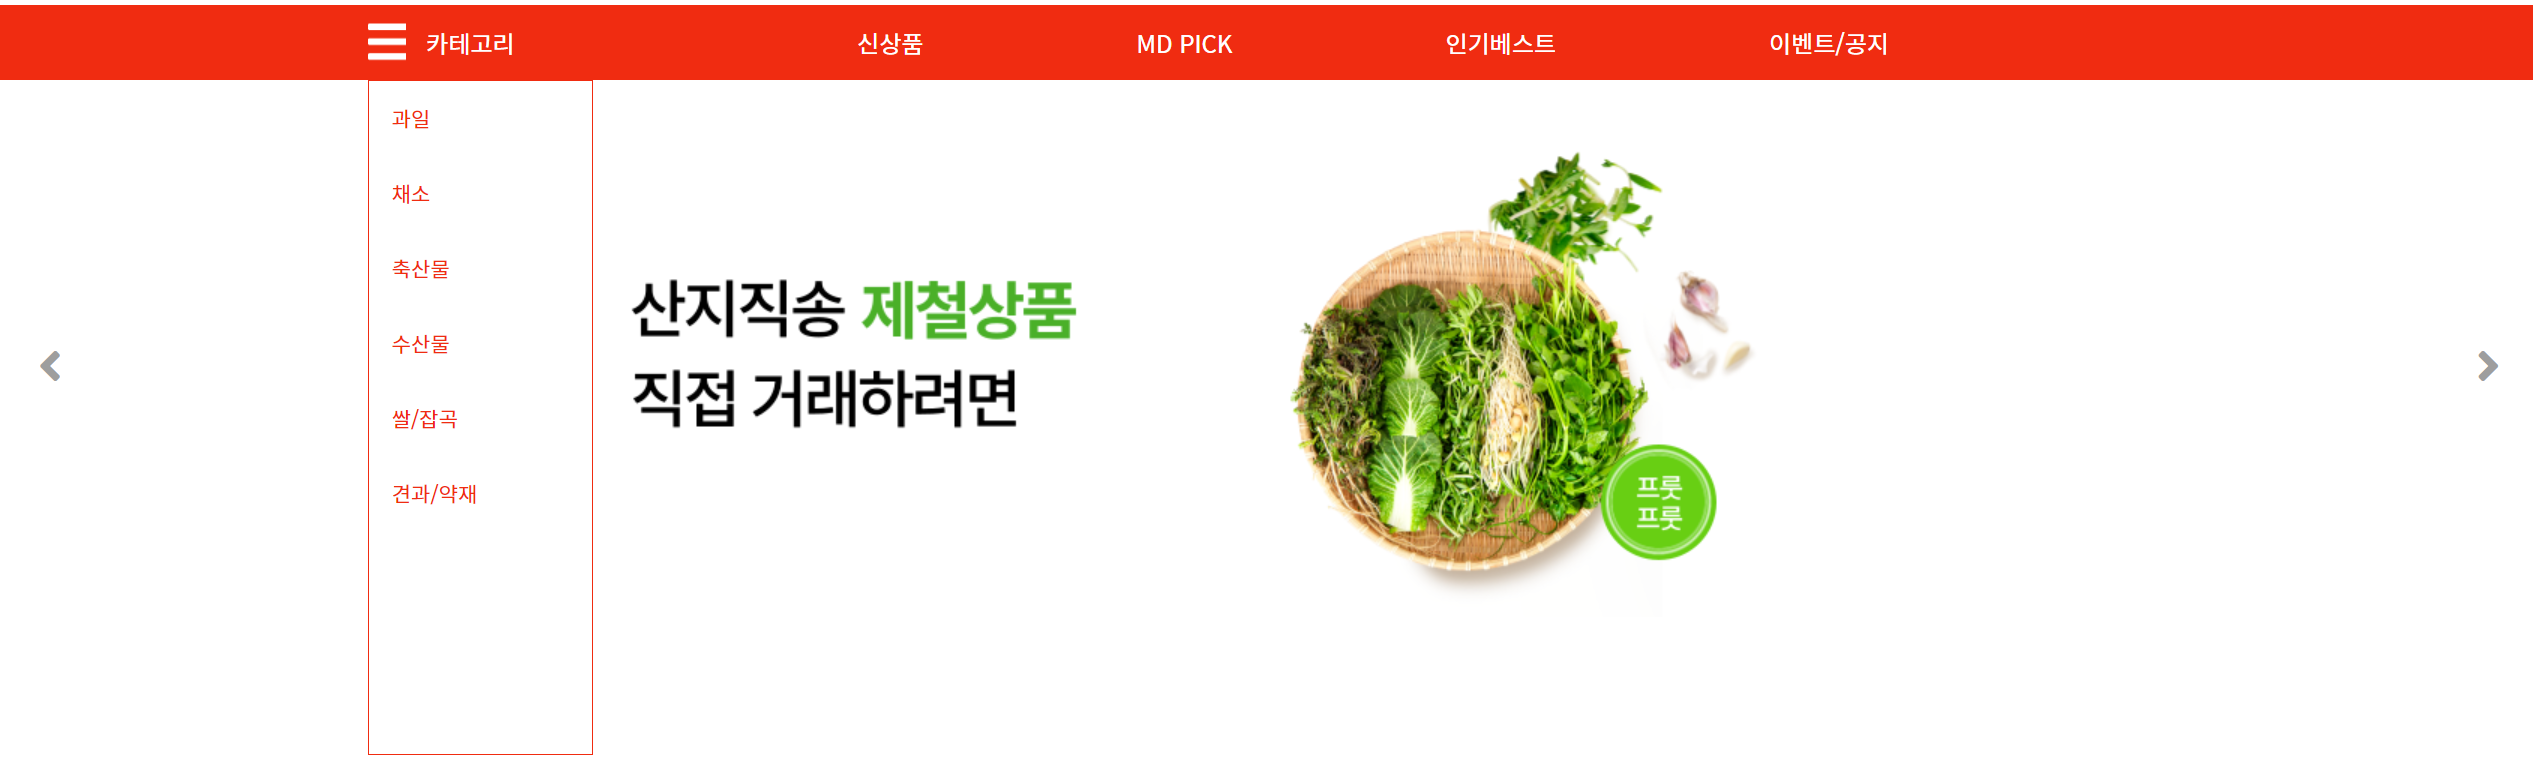 카테고리
신상품
MD PICK
인기베스트
이벤트/공지
과일
채소
축산물
수산물
쌀/잡곡
견과/약재
산지직송 제철상품
직접 거래하려면
프룻
프룻